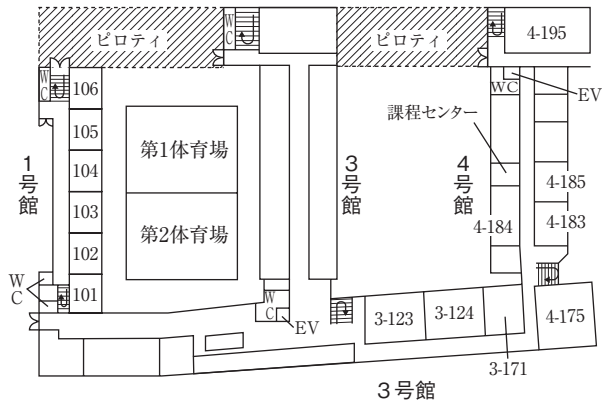 ピロティ
WC
ピロティ
4-195
WC
106
WC
EV
105
課程センター
104
第1体育場
1号館
3号館
4号館
4-185
103
4-184
4-183
第2体育場
102
WC
101
WC
EV
3-123
3-124
4-175
3-171
3号館